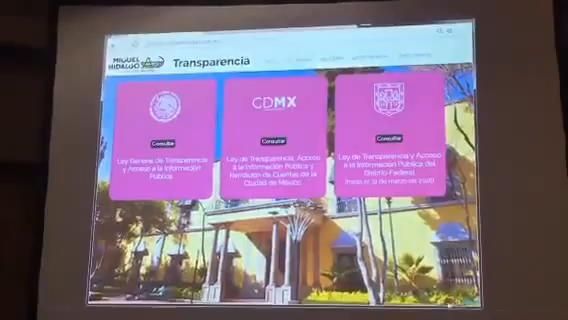 MIGUEL
HIDALGO
Transparencia
CDMX
Consultar
Consultar
Consultar
Ley General de Transparencia
y Acceso a la Información
Pública
Ley de Transparencia, Acceso
a la Información Pública y
Rendición de Cuentas de la
Ciudad de México
Ley de Transparencia y Acceso
a la Información Pública del
Distrito Federal